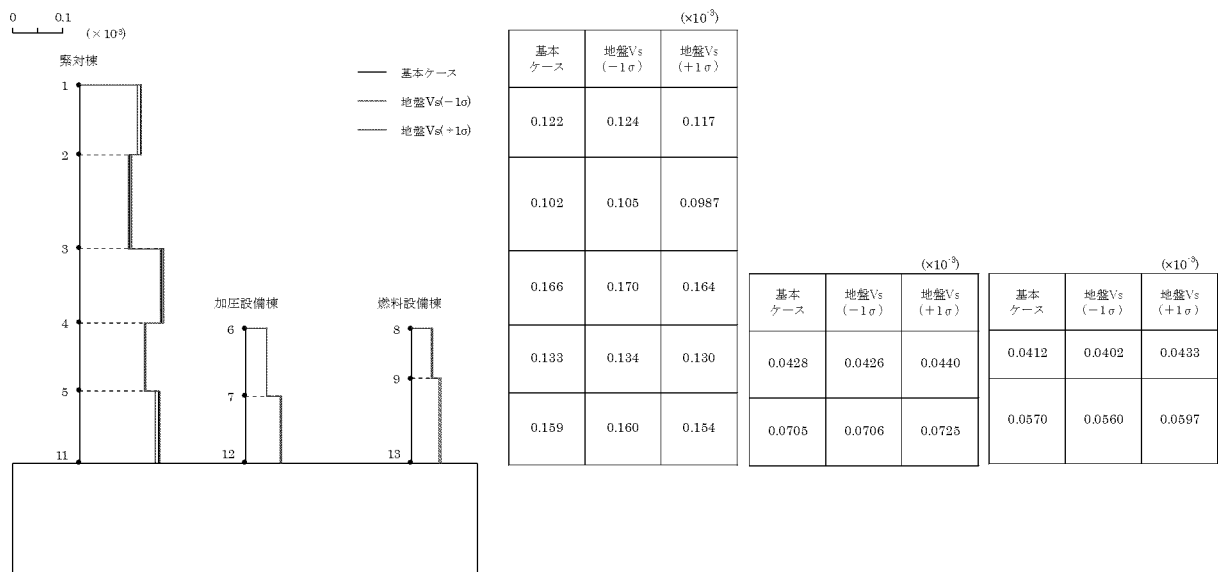 0 0.1
(×10⁻³)
緊対棟
1
2
3
4
5
11
加圧設備棟
6
7
12
燃料設備棟
8
9
13
基本ケース
地盤Vs(−1σ)
地盤Vs(+1σ)
(×10⁻³)
基本 地盤Vs 地盤Vs
ケース (−1σ) (+1σ)
0.122 0.124 0.117
0.102 0.105 0.0987
0.166 0.170 0.164
0.133 0.134 0.130
0.159 0.160 0.154
(×10⁻³)
基本 地盤Vs 地盤Vs
ケース (−1σ) (+1σ)
0.0428 0.0426 0.0440
0.0705 0.0706 0.0725
(×10⁻³)
基本 地盤Vs 地盤Vs
ケース (−1σ) (+1σ)
0.0412 0.0402 0.0433
0.0570 0.0560 0.0597